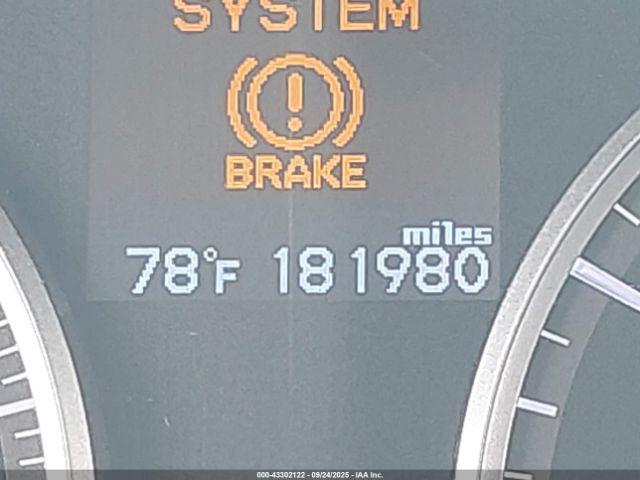 SYSTEM
BRAKE
miles
78°F 181980
000-43302122 - 09/24/2025 - IAA Inc.